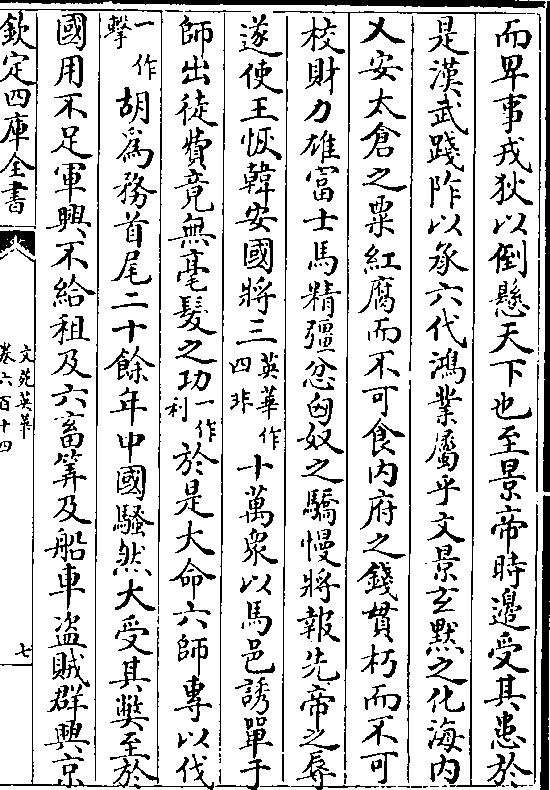 而卑事戎狄以倒懸天下也至景帝時邊受其患於
是漢武踐阼以承六代鴻業屬乎文景玄默之化海內
乂安太倉之粟紅腐而不可食內府之錢貫朽而不可
校財力雄富士馬精彊忿匈奴之驕慢將報先帝之辱
遂使王恢韓安國將三英華作四非十萬衆以馬邑誘單于
師出徒費竟無毫髮之功一作利於是大命六師專以伐
一作擊胡為務首尾二十餘年中國騷然大受其弊至於
國用不足軍興不給租及六畜筭及船車盜賊群興京
欽定四庫全書
文苑英華
卷六百十四
七